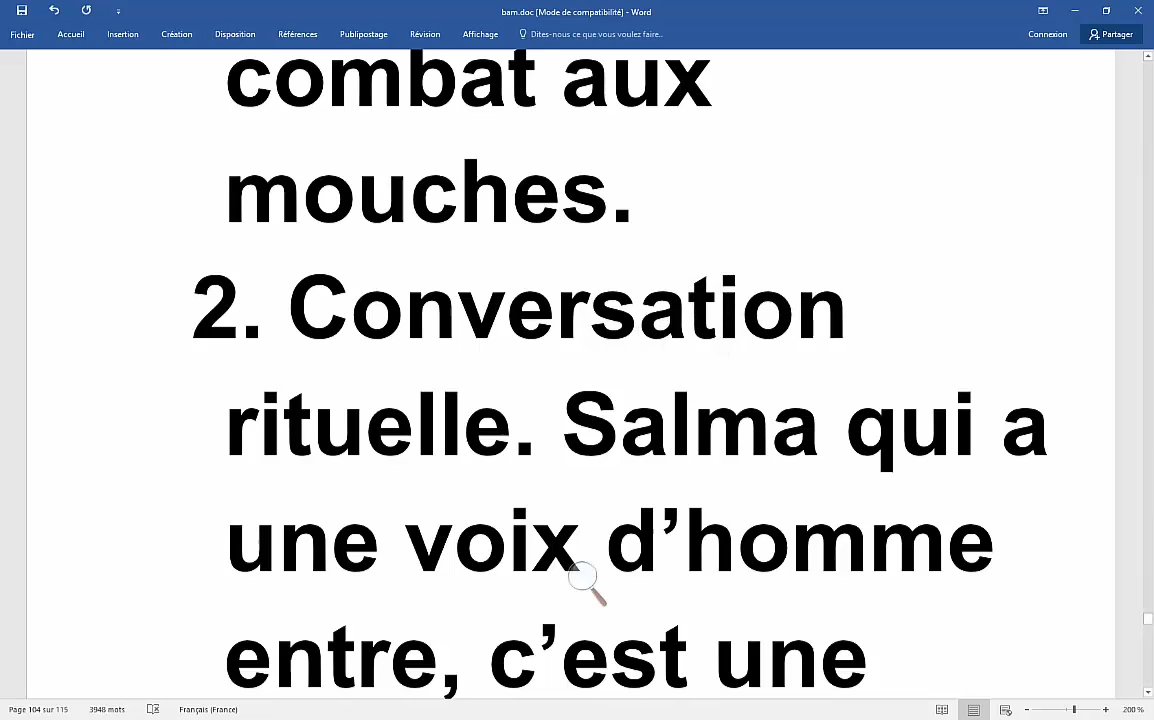 bam.doc [Mode de compatibilité] - Word
Fichier Accueil Insertion Création Disposition Références Publipostage Révision Affichage Dites-nous ce que vous voulez faire.. Connexion Partager
combat aux
mouches.
2. Conversation
rituelle. Salma qui a
une voix d’homme
entre, c’est une
Page 104 sur 115 3948 mots Français (France) - + 200 %